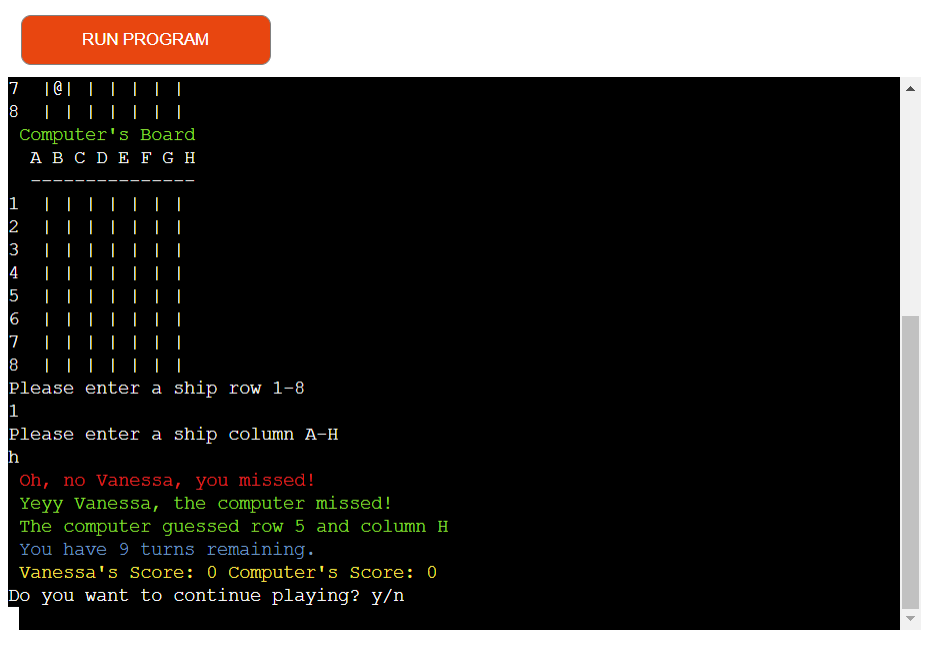 RUN PROGRAM
7  |@| | | | | |
8  | | | | | | |
Computer's Board
A B C D E F G H
---------------
1  | | | | | | |
2  | | | | | | |
3  | | | | | | |
4  | | | | | | |
5  | | | | | | |
6  | | | | | | |
7  | | | | | | |
8  | | | | | | |
Please enter a ship row 1-8
1
Please enter a ship column A-H
h
Oh, no Vanessa, you missed!
Yeyy Vanessa, the computer missed!
The computer guessed row 5 and column H
You have 9 turns remaining.
Vanessa's Score: 0 Computer's Score: 0
Do you want to continue playing? y/n